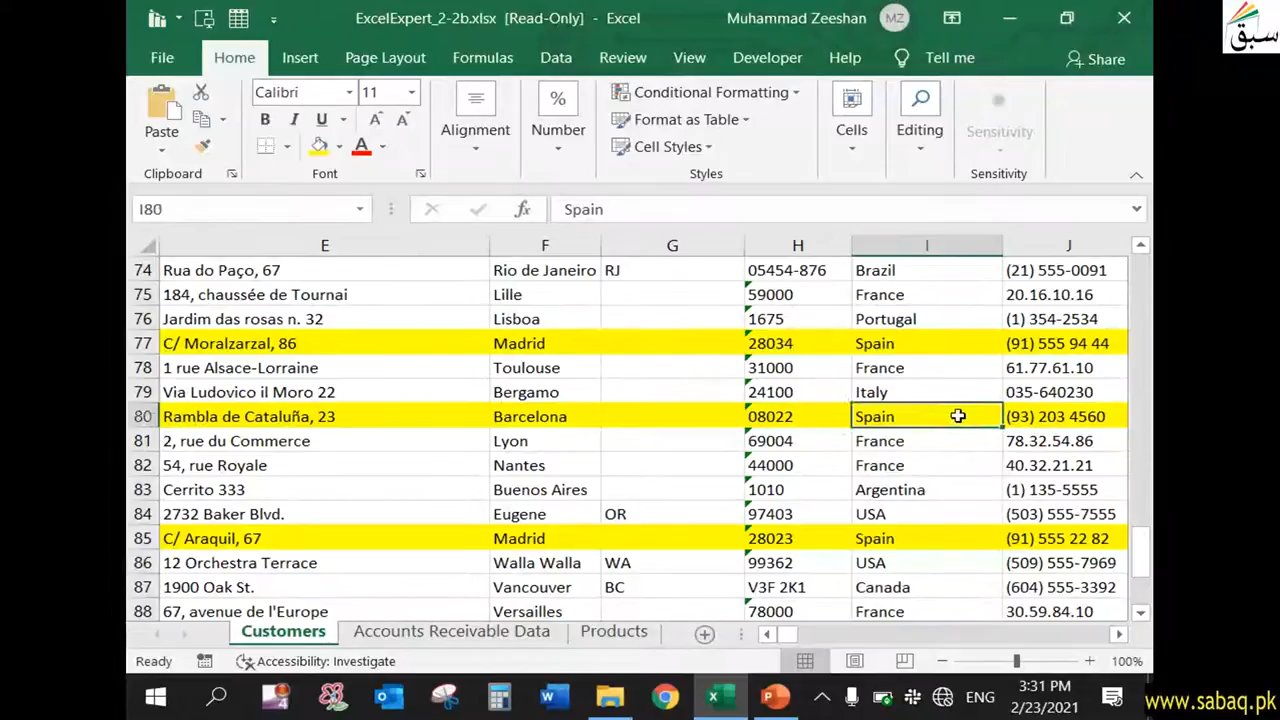 ExcelExpert_2-2b.xlsx [Read-Only] - Excel
Muhammad Zeeshan
MZ
سبق
File Home Insert Page Layout Formulas Data Review View Developer Help Tell me Share
Calibri 11
B I U A A
A
Paste
Alignment
%
Number
Conditional Formatting
Format as Table
Cell Styles
Cells
Editing
Sensitivity
Clipboard Font Styles Sensitivity
I80 fx Spain
E F G H I J
74 Rua do Paço, 67 Rio de Janeiro RJ 05454-876 Brazil (21) 555-0091
75 184, chaussée de Tournai Lille 59000 France 20.16.10.16
76 Jardim das rosas n. 32 Lisboa 1675 Portugal (1) 354-2534
77 C/ Moralzarzal, 86 Madrid 28034 Spain (91) 555 94 44
78 1 rue Alsace-Lorraine Toulouse 31000 France 61.77.61.10
79 Via Ludovico il Moro 22 Bergamo 24100 Italy 035-640230
80 Rambla de Cataluña, 23 Barcelona 08022 Spain (93) 203 4560
81 2, rue du Commerce Lyon 69004 France 78.32.54.86
82 54, rue Royale Nantes 44000 France 40.32.21.21
83 Cerrito 333 Buenos Aires 1010 Argentina (1) 135-5555
84 2732 Baker Blvd. Eugene OR 97403 USA (503) 555-7555
85 C/ Araquil, 67 Madrid 28023 Spain (91) 555 22 82
86 12 Orchestra Terrace Walla Walla WA 99362 USA (509) 555-7969
87 1900 Oak St. Vancouver BC V3F 2K1 Canada (604) 555-3392
88 67, avenue de l'Europe Versailles 78000 France 30.59.84.10
Customers Accounts Receivable Data Products
Ready Accessibility: Investigate 100%
4
ENG
3:31 PM
2/23/2021
www.sabaq.pk